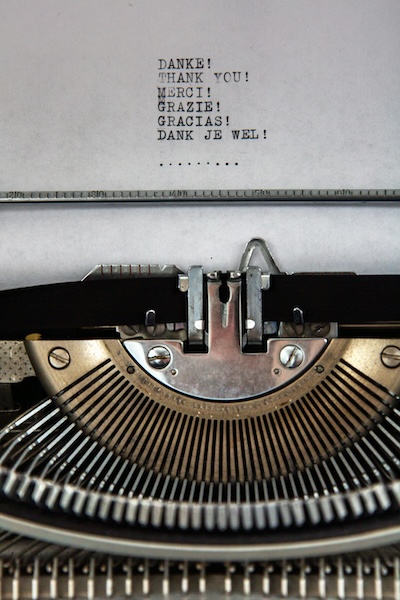 DANKE!
THANK YOU!
MERCI!
GRAZIE!
GRACIAS!
DANK JE WEL!
.........